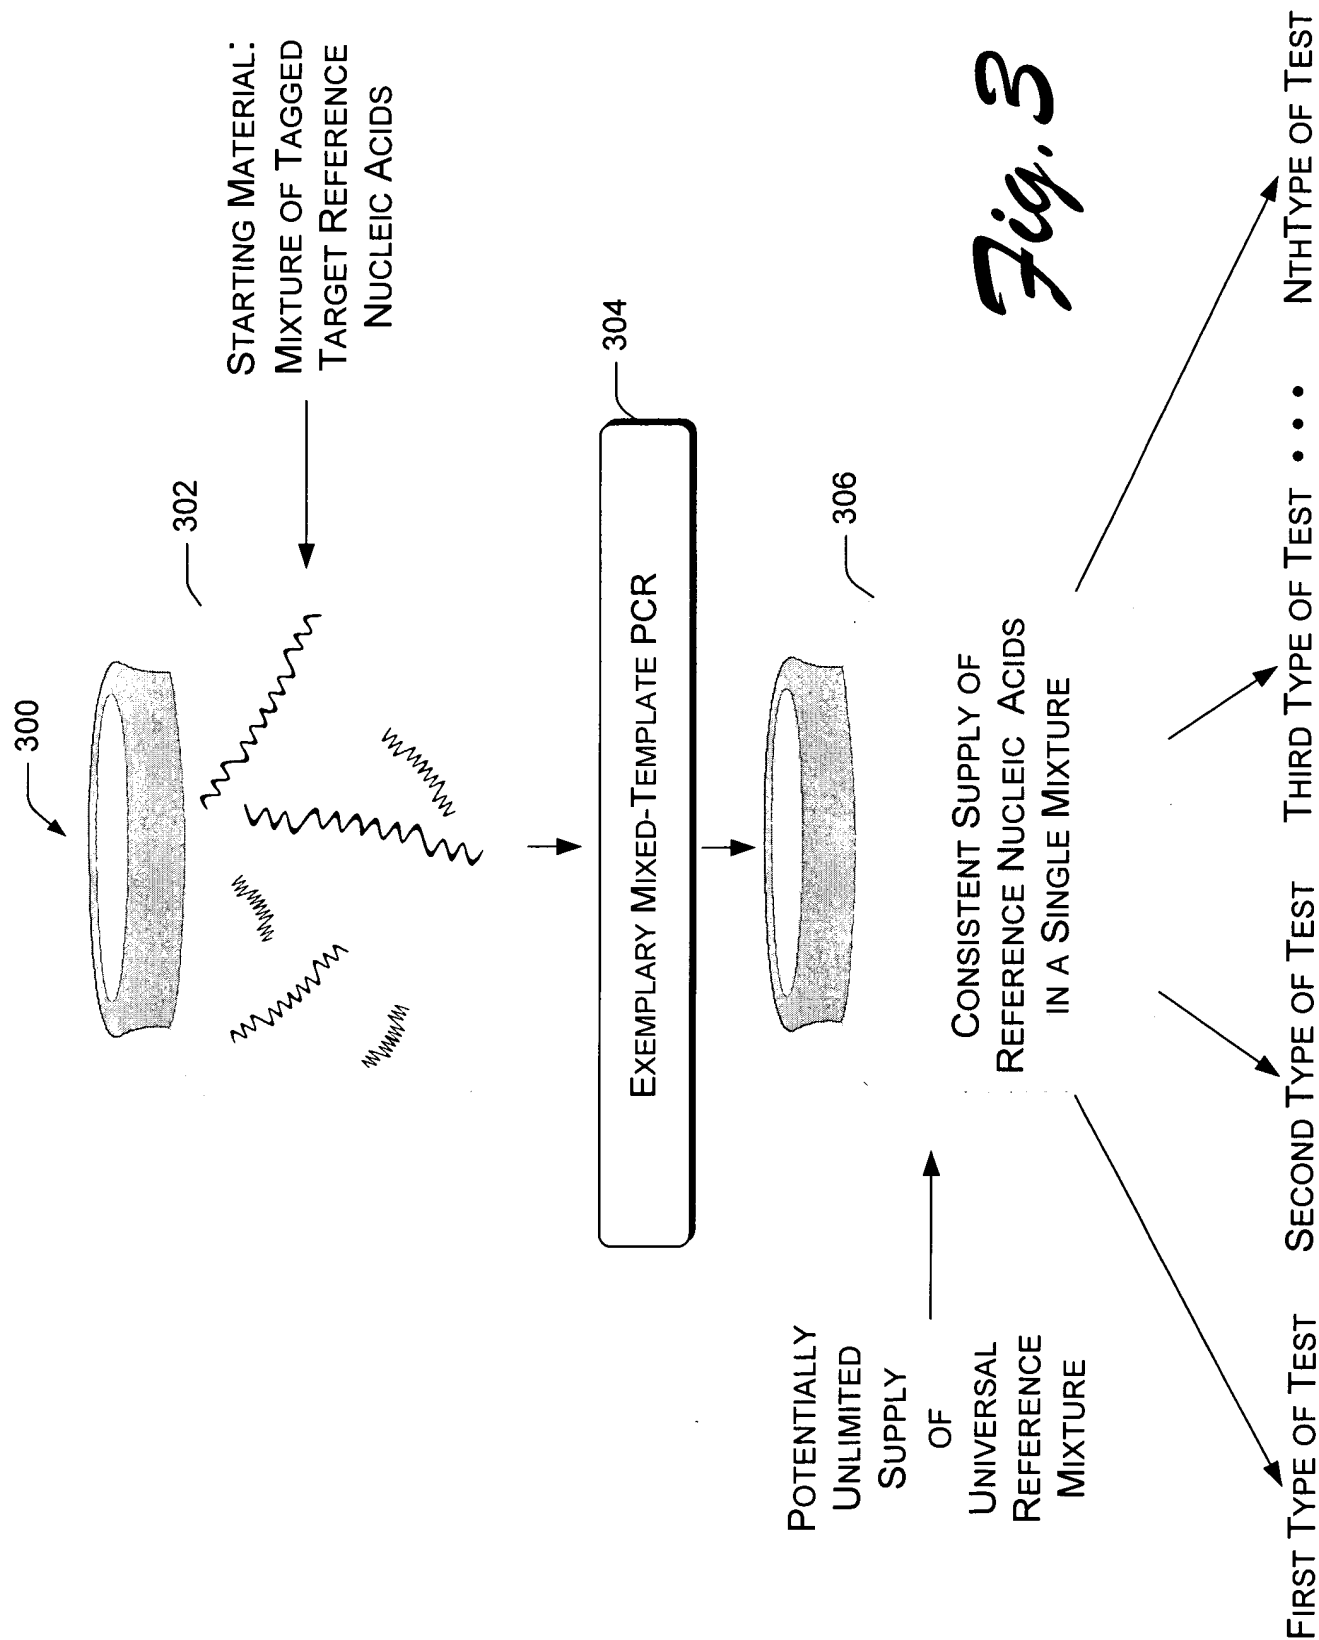 300
302
STARTING MATERIAL:
MIXTURE OF TAGGED
TARGET REFERENCE
NUCLEIC ACIDS
304
EXEMPLARY MIXED-TEMPLATE PCR
306
POTENTIALLY
UNLIMITED
SUPPLY
OF
UNIVERSAL
REFERENCE
MIXTURE
CONSISTENT SUPPLY OF
REFERENCE NUCLEIC ACIDS
IN A SINGLE MIXTURE
Fig. 3
FIRST TYPE OF TEST SECOND TYPE OF TEST THIRD TYPE OF TEST • • • NTHTYPE OF TEST